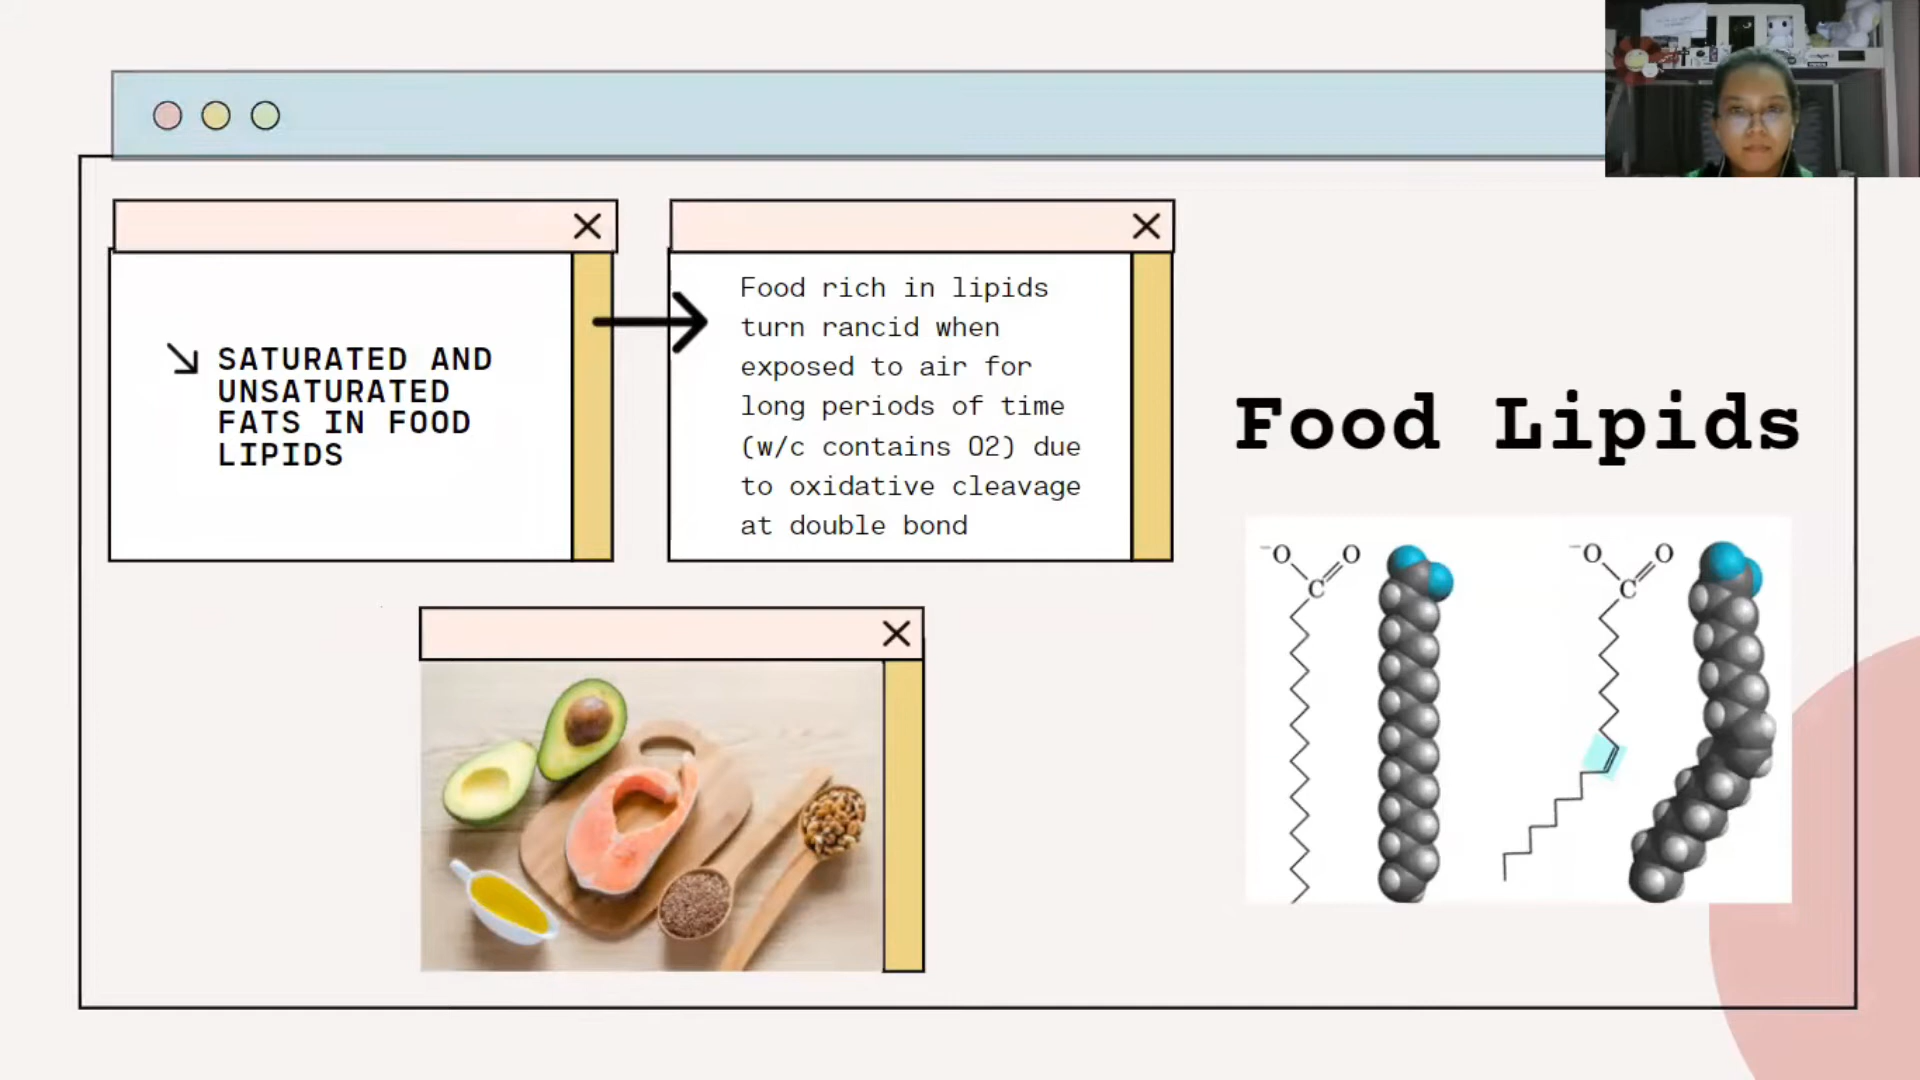 SATURATED AND
UNSATURATED
FATS IN FOOD
LIPIDS
Food rich in lipids
turn rancid when
exposed to air for
long periods of time
(w/c contains O2) due
to oxidative cleavage
at double bond
Food Lipids
⁻O O
C
⁻O O
C